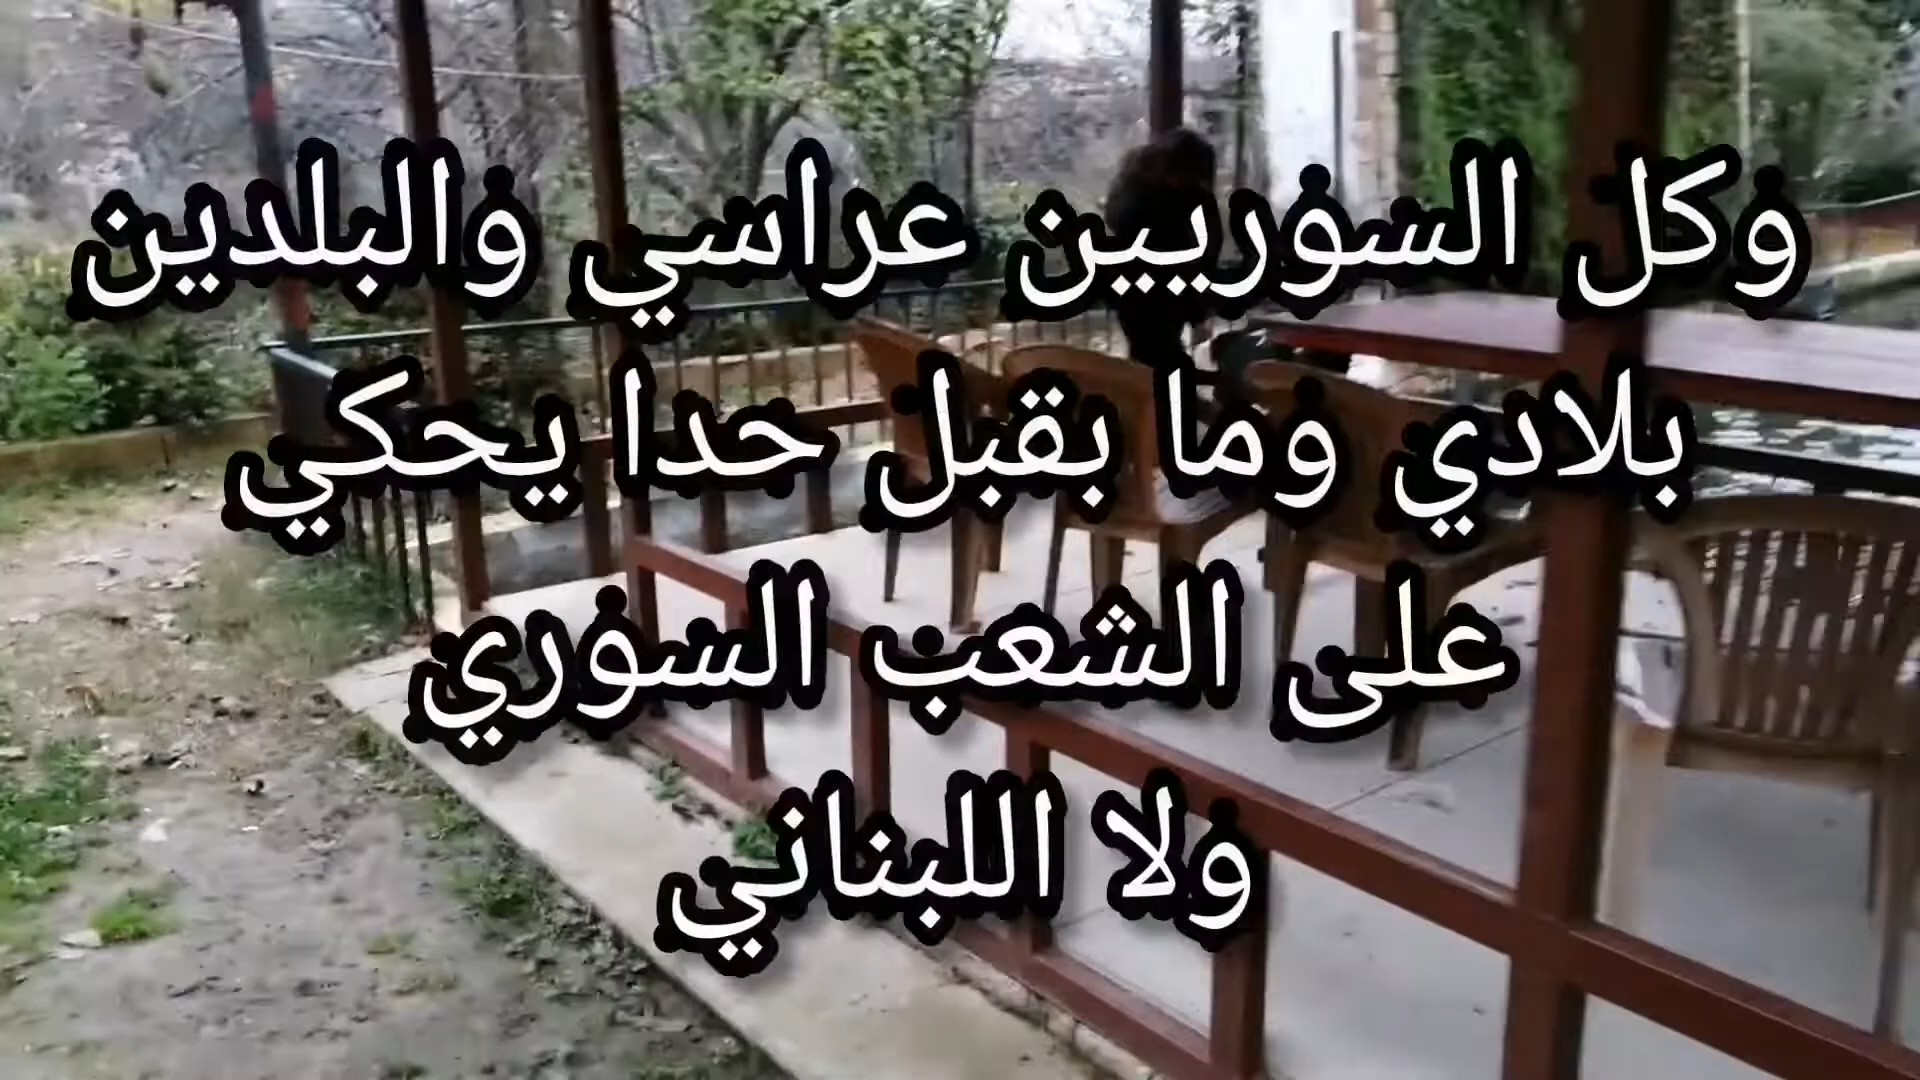 وكل السوريين عراسي والبلدين
بلادي وما بقبل حدا يحكي
على الشعب السوري
ولا اللبناني